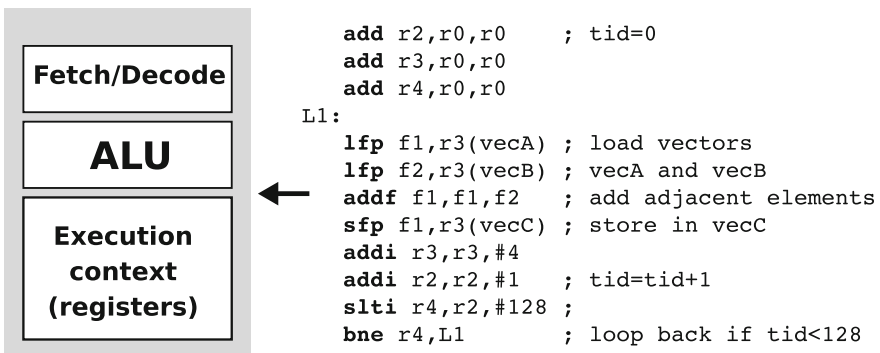 Fetch/Decode
ALU
Execution
context
(registers)
add r2,r0,r0 ; tid=0
add r3,r0,r0
add r4,r0,r0
L1:
lfp f1,r3(vecA) ; load vectors
lfp f2,r3(vecB) ; vecA and vecB
addf f1,f1,f2 ; add adjacent elements
sfp f1,r3(vecC) ; store in vecC
addi r3,r3,#4
addi r2,r2,#1 ; tid=tid+1
slti r4,r2,#128 ;
bne r4,L1 ; loop back if tid<128